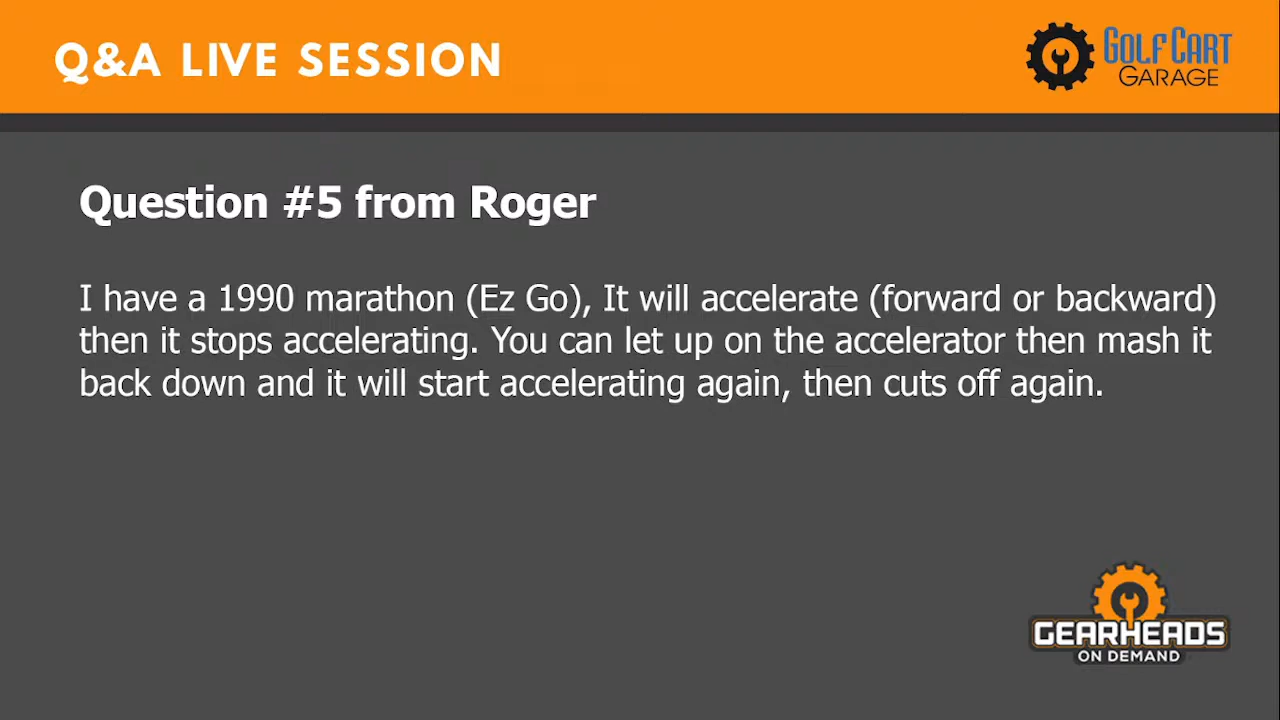 Q&A LIVE SESSION
GOLF CART
GARAGE
Question #5 from Roger
I have a 1990 marathon (Ez Go), It will accelerate (forward or backward)
then it stops accelerating. You can let up on the accelerator then mash it
back down and it will start accelerating again, then cuts off again.
GEARHEADS
ON DEMAND